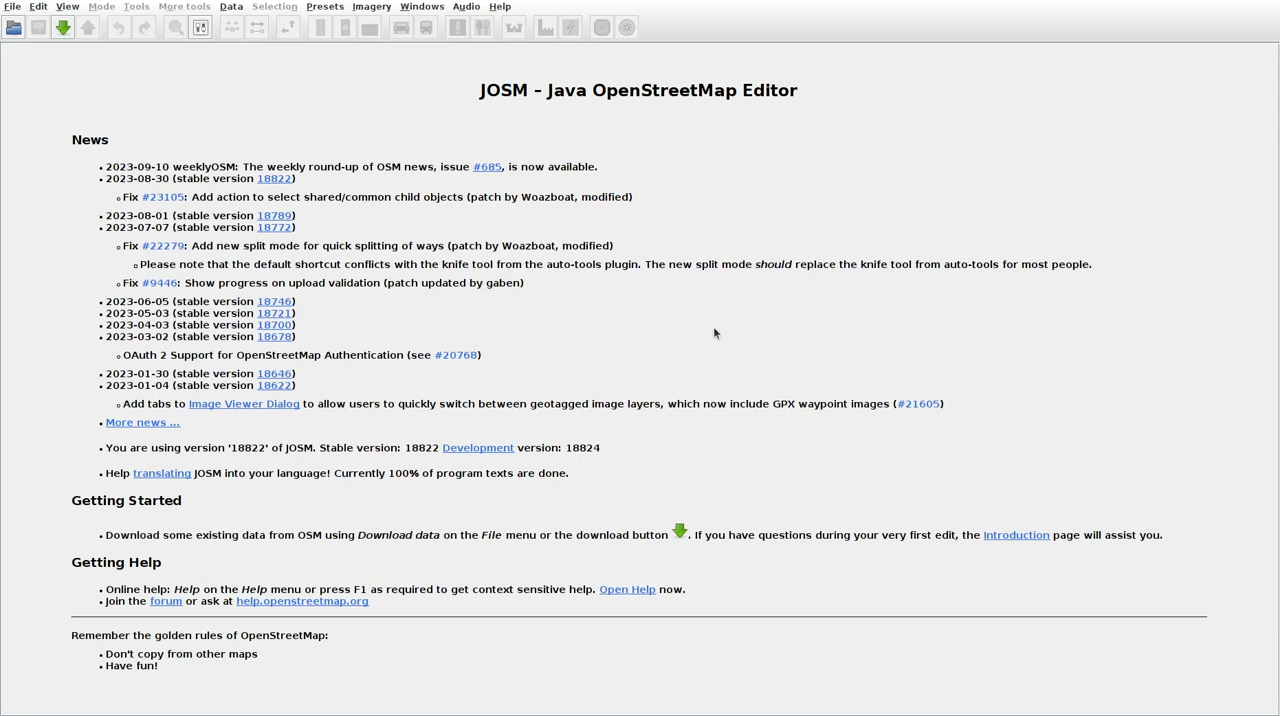 File Edit View Mode Tools More tools Data Selection Presets Imagery Windows Audio Help
JOSM – Java OpenStreetMap Editor
News
2023-09-10 weeklyOSM: The weekly round-up of OSM news, issue #685, is now available.
2023-08-30 (stable version 18822)
Fix #23105: Add action to select shared/common child objects (patch by Woazboat, modified)
2023-08-01 (stable version 18789)
2023-07-07 (stable version 18772)
Fix #22279: Add new split mode for quick splitting of ways (patch by Woazboat, modified)
Please note that the default shortcut conflicts with the knife tool from the auto-tools plugin. The new split mode should replace the knife tool from auto-tools for most people.
Fix #9446: Show progress on upload validation (patch updated by gaben)
2023-06-05 (stable version 18746)
2023-05-03 (stable version 18721)
2023-04-03 (stable version 18700)
2023-03-02 (stable version 18678)
OAuth 2 Support for OpenStreetMap Authentication (see #20768)
2023-01-30 (stable version 18646)
2023-01-04 (stable version 18622)
Add tabs to Image Viewer Dialog to allow users to quickly switch between geotagged image layers, which now include GPX waypoint images (#21605)
More news ...
You are using version '18822' of JOSM. Stable version: 18822 Development version: 18824
Help translating JOSM into your language! Currently 100% of program texts are done.
Getting Started
Download some existing data from OSM using Download data on the File menu or the download button . If you have questions during your very first edit, the Introduction page will assist you.
Getting Help
Online help: Help on the Help menu or press F1 as required to get context sensitive help. Open Help now.
Join the forum or ask at help.openstreetmap.org
Remember the golden rules of OpenStreetMap:
Don't copy from other maps
Have fun!